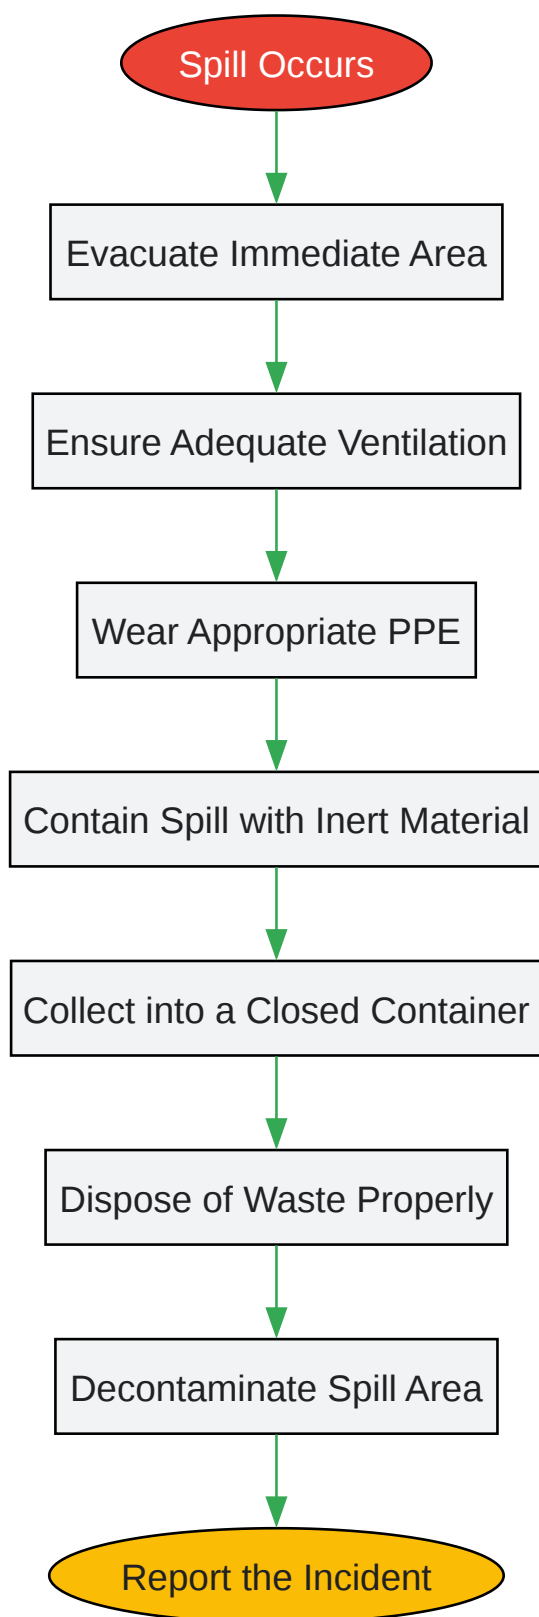 Spill Occurs
Evacuate Immediate Area
Ensure Adequate Ventilation
Wear Appropriate PPE
Contain Spill with Inert Material
Collect into a Closed Container
Dispose of Waste Properly
Decontaminate Spill Area
Report the Incident